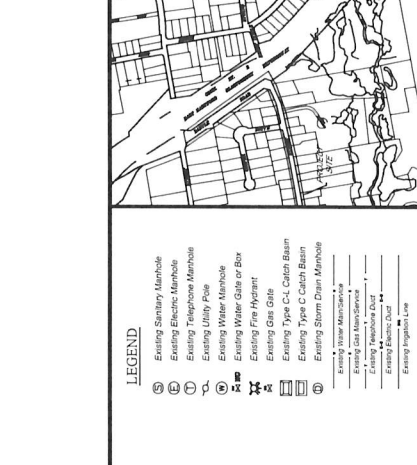 PROJECT
SITE
LEGEND
S Existing Sanitary Manhole
E Existing Electric Manhole
T Existing Telephone Manhole
Existing Utility Pole
W Existing Water Manhole
Existing Water Gate or Box
Existing Fire Hydrant
Existing Gas Gate
Existing Type C-L Catch Basin
Existing Type C Catch Basin
D Existing Storm Drain Manhole
Existing Water Main/Service
Existing Gas Main/Service
Existing Telephone Duct
Existing Electric Duct
Existing Irrigation Line